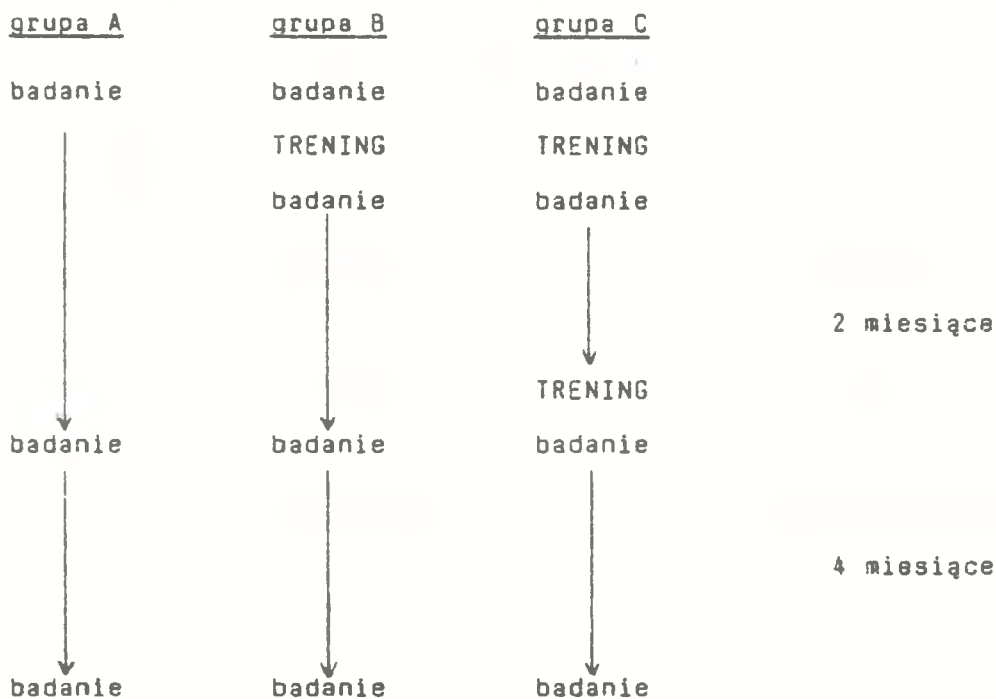 grupa A grupa B grupa C
badanie badanie badanie
TRENING TRENING
badanie badanie
2 miesiące
TRENING
badanie badanie badanie
4 miesiące
badanie badanie badanie